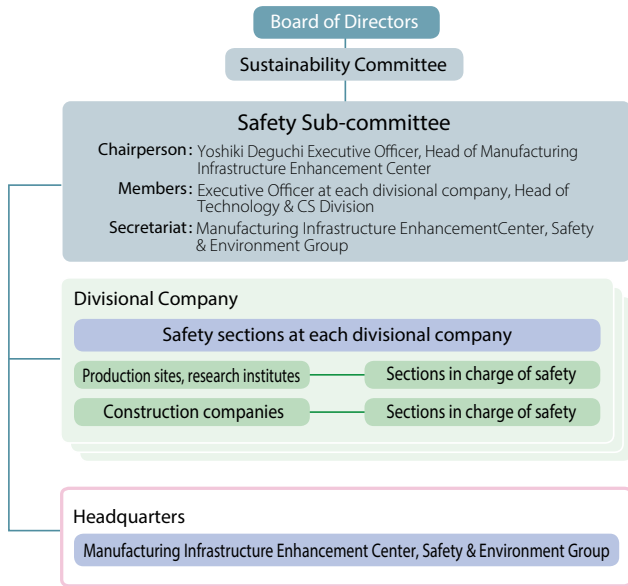 Board of Directors
Sustainability Committee
Safety Sub-committee
Chairperson: Yoshiki Deguchi Executive Officer, Head of Manufacturing
Infrastructure Enhancement Center
Members: Executive Officer at each divisional company, Head of
Technology & CS Division
Secretariat: Manufacturing Infrastructure EnhancementCenter, Safety
& Environment Group
Divisional Company
Safety sections at each divisional company
Production sites, research institutes
Sections in charge of safety
Construction companies
Sections in charge of safety
Headquarters
Manufacturing Infrastructure Enhancement Center, Safety & Environment Group